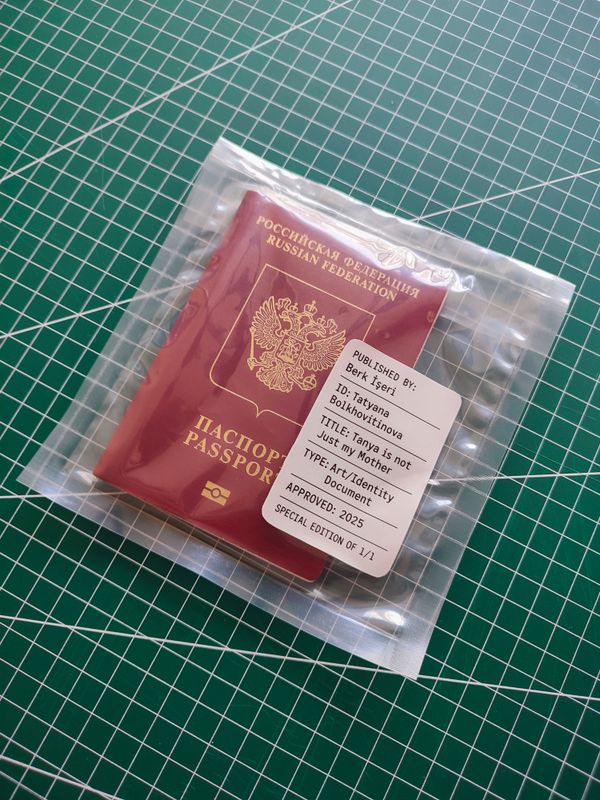 РОССИЙСКАЯ ФЕДЕРАЦИЯ
RUSSIAN FEDERATION
ПАСПОРТ
PASSPORT
PUBLISHED BY:
Berk İşeri
ID: Tatyana
Bolkhovitinova
TITLE: Tanya is not
Just my Mother
TYPE: Art/Identity
Document
APPROVED: 2025
SPECIAL EDITION OF 1/1